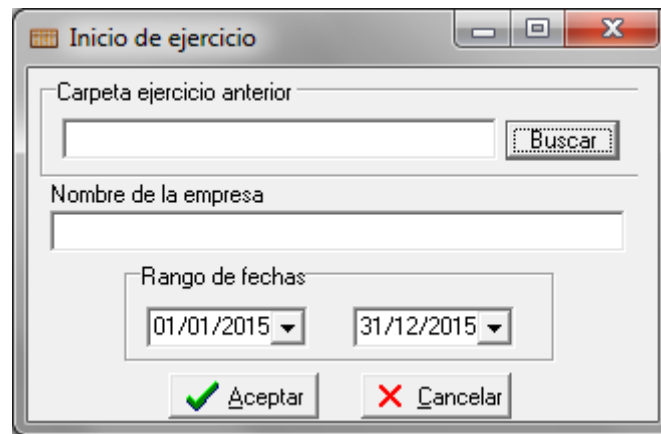 Inicio de ejercicio
Carpeta ejercicio anterior
Buscar
Nombre de la empresa
Rango de fechas
01/01/2015 31/12/2015
Aceptar Cancelar